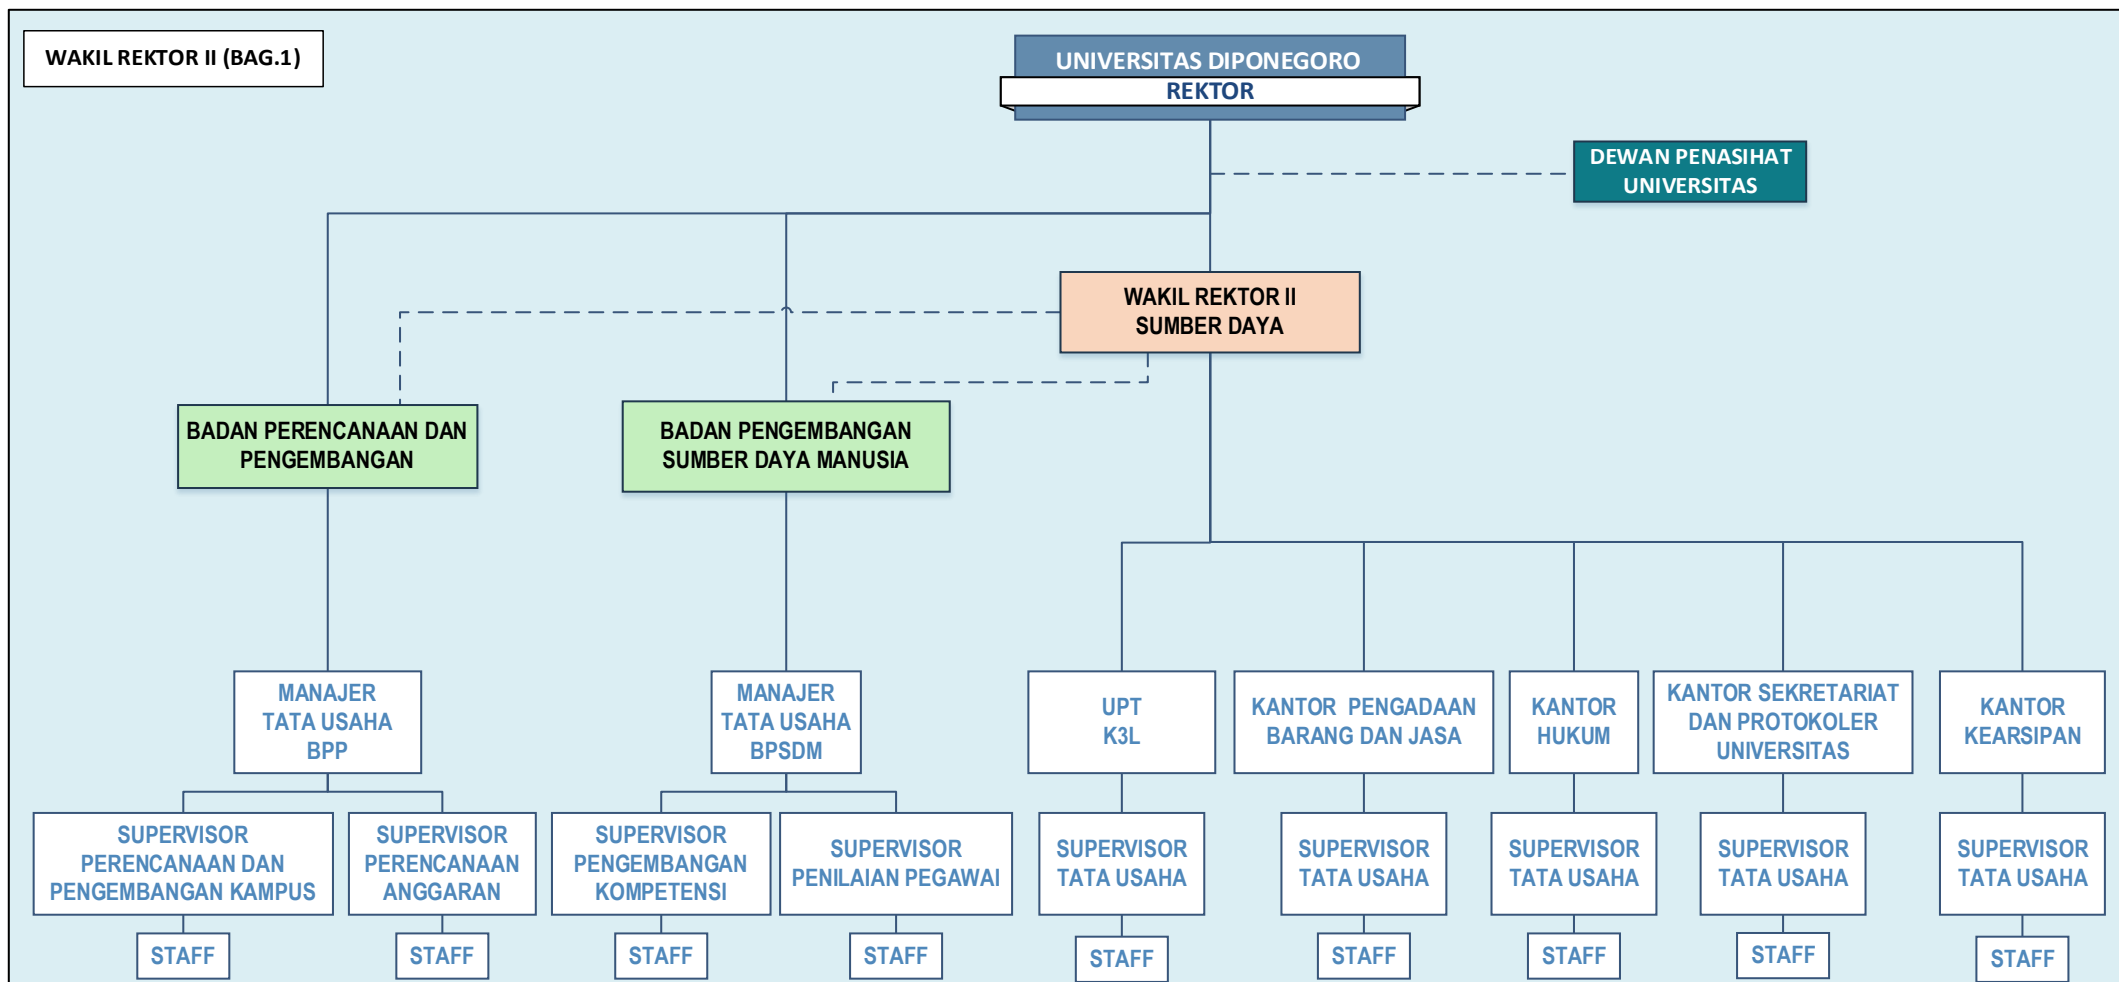 WAKIL REKTOR II (BAG.1)
UNIVERSITAS DIPONEGORO
REKTOR
DEWAN PENASIHAT
UNIVERSITAS
WAKIL REKTOR II
SUMBER DAYA
BADAN PERENCANAAN DAN
PENGEMBANGAN
BADAN PENGEMBANGAN
SUMBER DAYA MANUSIA
MANAJER
TATA USAHA
BPP
MANAJER
TATA USAHA
BPSDM
UPT
K3L
KANTOR PENGADAAN
BARANG DAN JASA
KANTOR
HUKUM
KANTOR SEKRETARIAT
DAN PROTOKOLER
UNIVERSITAS
KANTOR
KEARSIPAN
SUPERVISOR
PERENCANAAN DAN
PENGEMBANGAN KAMPUS
SUPERVISOR
PERENCANAAN
ANGGARAN
SUPERVISOR
PENGEMBANGAN
KOMPETENSI
SUPERVISOR
PENILAIAN PEGAWAI
SUPERVISOR
TATA USAHA
SUPERVISOR
TATA USAHA
SUPERVISOR
TATA USAHA
SUPERVISOR
TATA USAHA
SUPERVISOR
TATA USAHA
STAFF
STAFF
STAFF
STAFF
STAFF
STAFF
STAFF
STAFF
STAFF